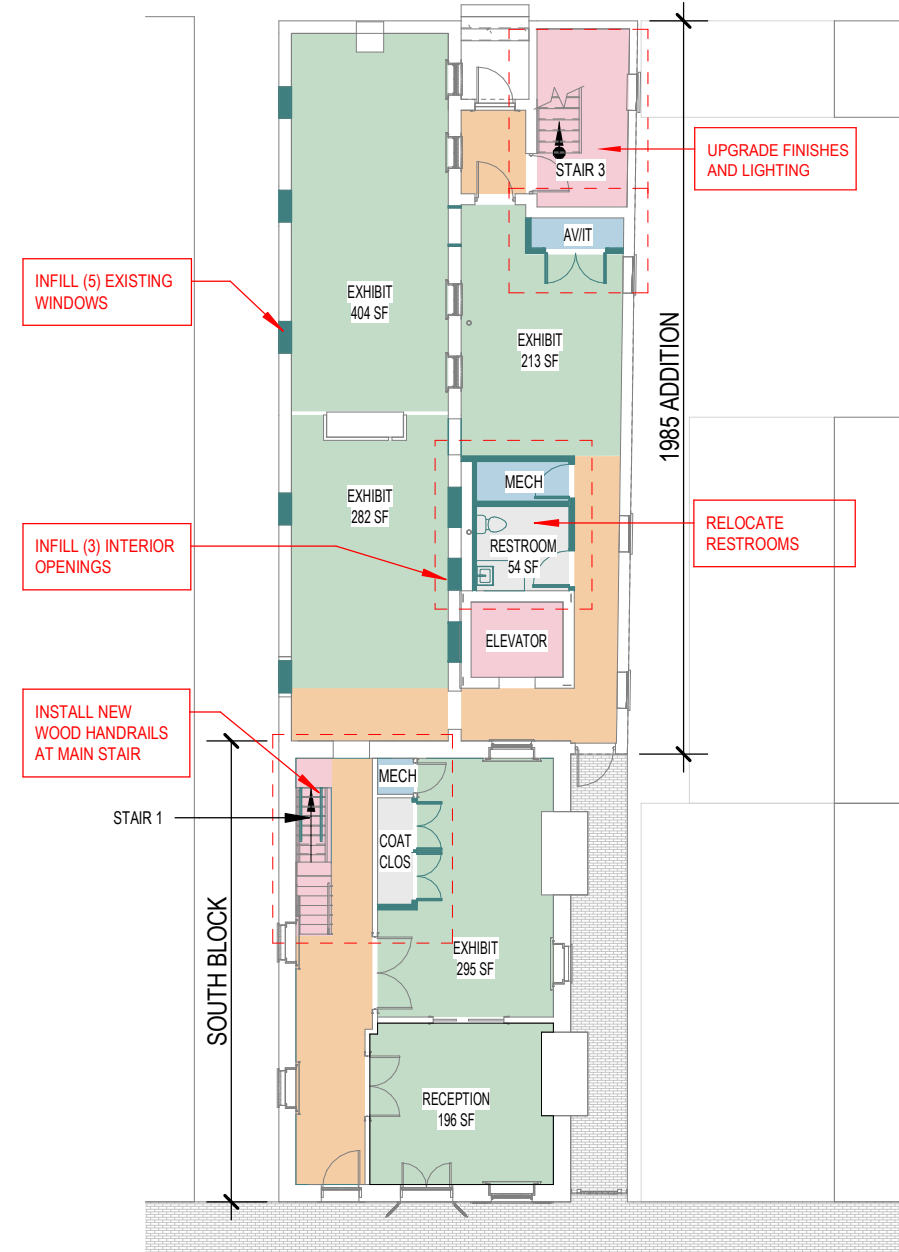 UPGRADE FINISHES
AND LIGHTING
STAIR 3
AV/IT
INFILL (5) EXISTING
WINDOWS
EXHIBIT
404 SF
EXHIBIT
213 SF
1985 ADDITION
MECH
EXHIBIT
282 SF
RELOCATE
RESTROOMS
RESTROOM
54 SF
INFILL (3) INTERIOR
OPENINGS
ELEVATOR
INSTALL NEW
WOOD HANDRAILS
AT MAIN STAIR
MECH
STAIR 1
COAT
CLOS
SOUTH BLOCK
EXHIBIT
295 SF
RECEPTION
196 SF